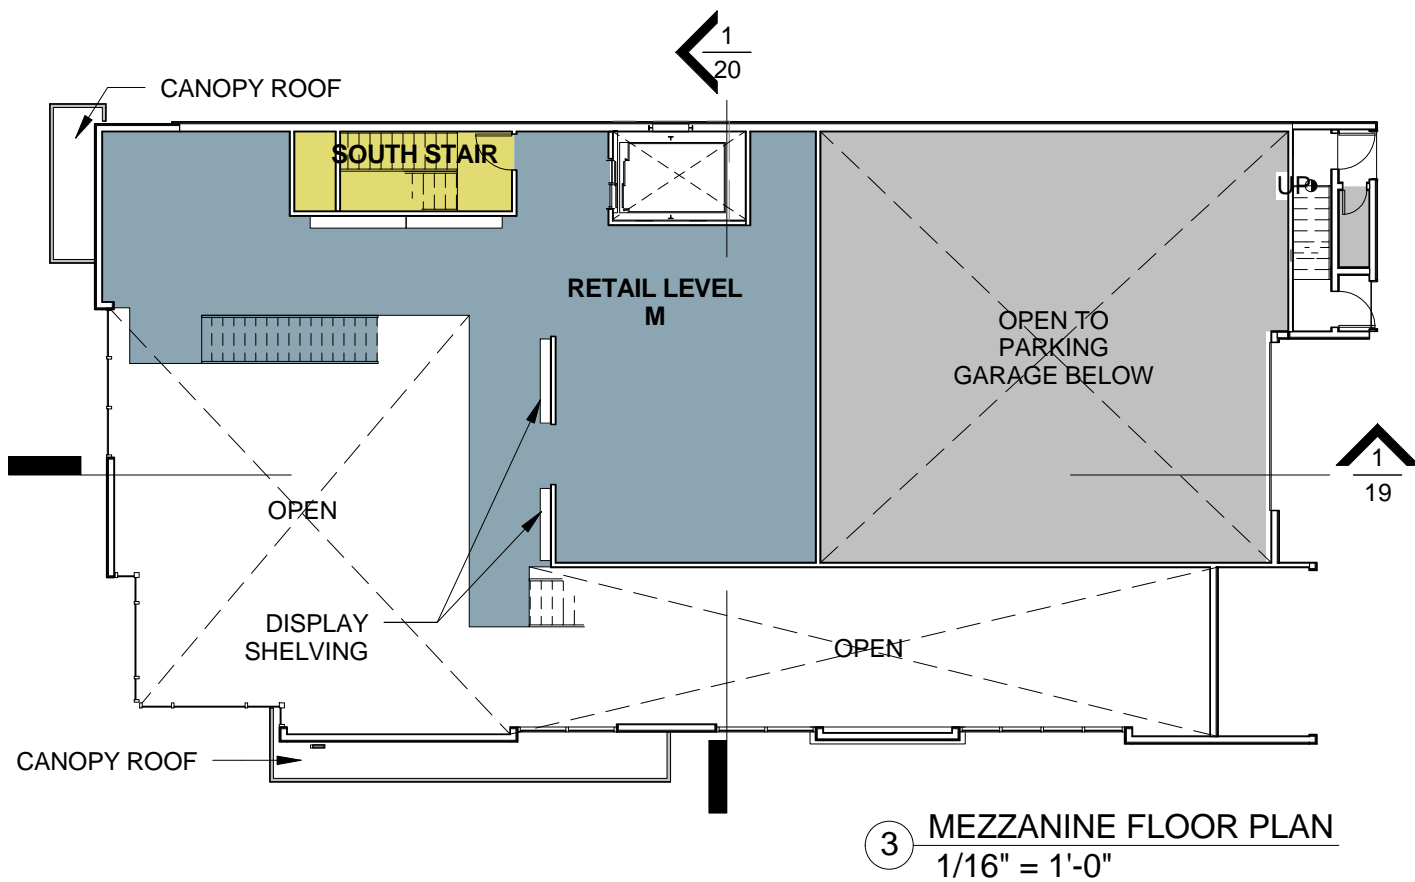 1
20
CANOPY ROOF
SOUTH STAIR
UP
RETAIL LEVEL
M
OPEN TO
PARKING
GARAGE BELOW
1
19
OPEN
DISPLAY
SHELVING
OPEN
CANOPY ROOF
3
MEZZANINE FLOOR PLAN
1/16" = 1'-0"